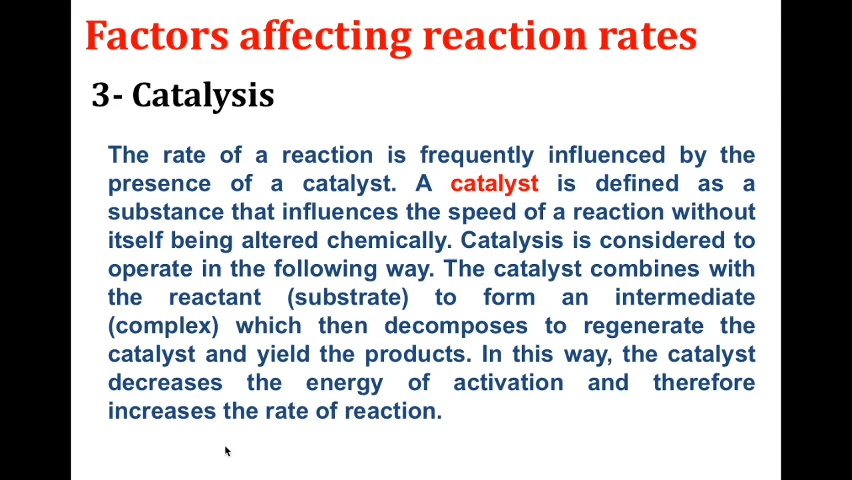 Factors affecting reaction rates
3- Catalysis
The rate of a reaction is frequently influenced by the
presence of a catalyst. A catalyst is defined as a
substance that influences the speed of a reaction without
itself being altered chemically. Catalysis is considered to
operate in the following way. The catalyst combines with
the reactant (substrate) to form an intermediate
(complex) which then decomposes to regenerate the
catalyst and yield the products. In this way, the catalyst
decreases the energy of activation and therefore
increases the rate of reaction.